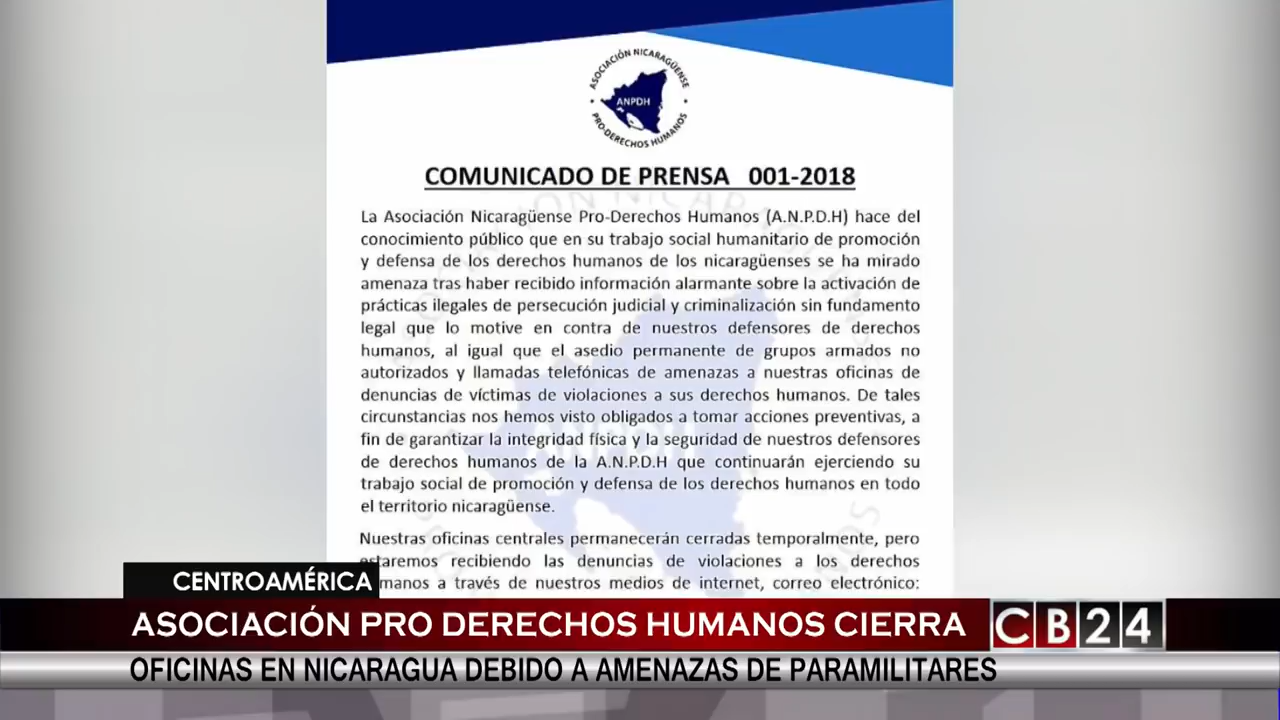 ASOCIACIÓN NICARAGÜENSE
ANPDH
PRO-DERECHOS HUMANOS
COMUNICADO DE PRENSA 001-2018
La Asociación Nicaragüense Pro-Derechos Humanos (A.N.P.D.H) hace del
conocimiento público que en su trabajo social humanitario de promoción
y defensa de los derechos humanos de los nicaragüenses se ha mirado
amenaza tras haber recibido información alarmante sobre la activación de
prácticas ilegales de persecución judicial y criminalización sin fundamento
legal que lo motive en contra de nuestros defensores de derechos
humanos, al igual que el asedio permanente de grupos armados no
autorizados y llamadas telefónicas de amenazas a nuestras oficinas de
denuncias de víctimas de violaciones a sus derechos humanos. De tales
circunstancias nos hemos visto obligados a tomar acciones preventivas, a
fin de garantizar la integridad física y la seguridad de nuestros defensores
de derechos humanos de la A.N.P.D.H que continuarán ejerciendo su
trabajo social de promoción y defensa de los derechos humanos en todo
el territorio nicaragüense.
Nuestras oficinas centrales permanecerán cerradas temporalmente, pero
estaremos recibiendo las denuncias de violaciones a los derechos
manos a través de nuestros medios de internet, correo electrónico:
CENTROAMÉRICA
ASOCIACIÓN PRO DERECHOS HUMANOS CIERRA
CB24
OFICINAS EN NICARAGUA DEBIDO A AMENAZAS DE PARAMILITARES